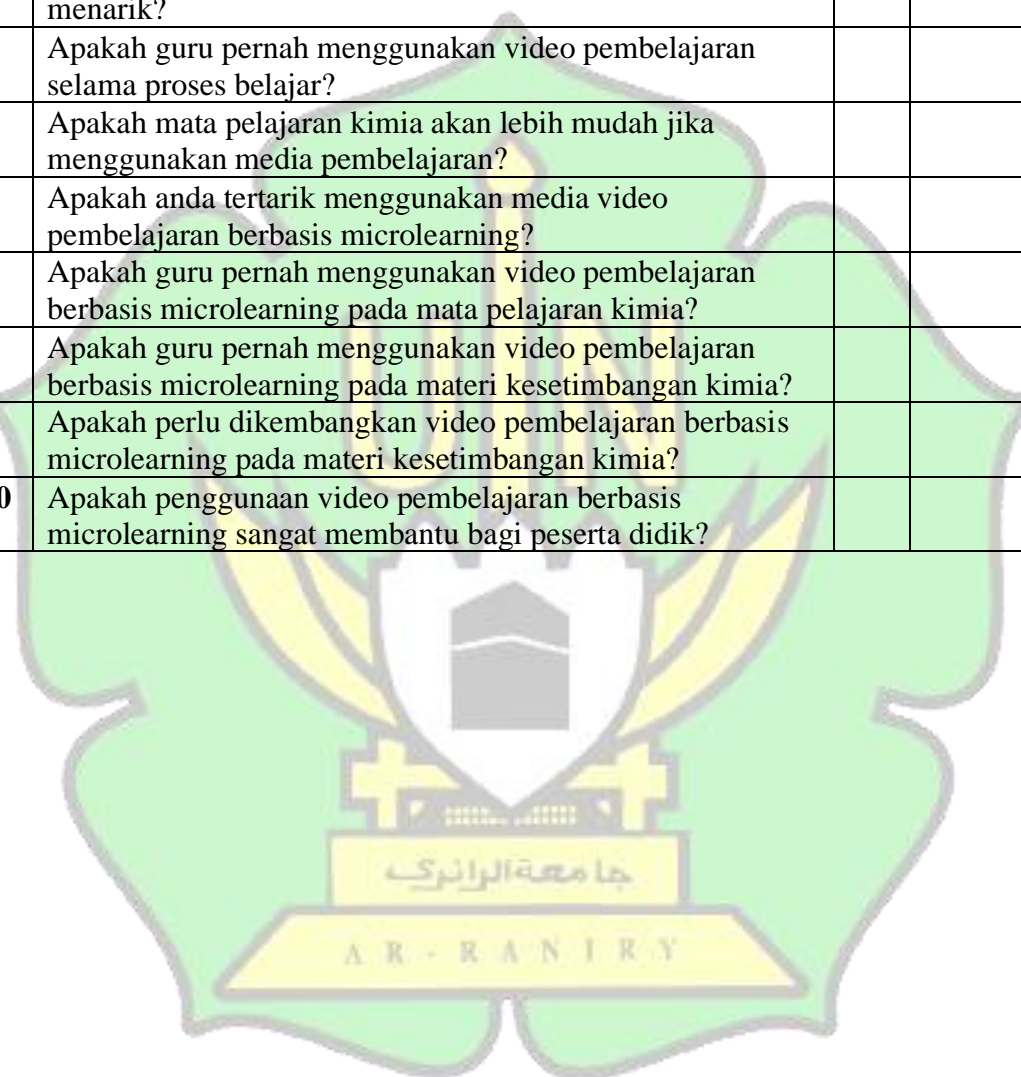 menarik?
Apakah guru pernah menggunakan video pembelajaran
selama proses belajar?
Apakah mata pelajaran kimia akan lebih mudah jika
menggunakan media pembelajaran?
Apakah anda tertarik menggunakan media video
pembelajaran berbasis microlearning?
Apakah guru pernah menggunakan video pembelajaran
berbasis microlearning pada mata pelajaran kimia?
Apakah guru pernah menggunakan video pembelajaran
berbasis microlearning pada materi kesetimbangan kimia?
Apakah perlu dikembangkan video pembelajaran berbasis
microlearning pada materi kesetimbangan kimia?
0 Apakah penggunaan video pembelajaran berbasis
microlearning sangat membantu bagi peserta didik?
UIN
جامعة الرانري
AR-RANIRY